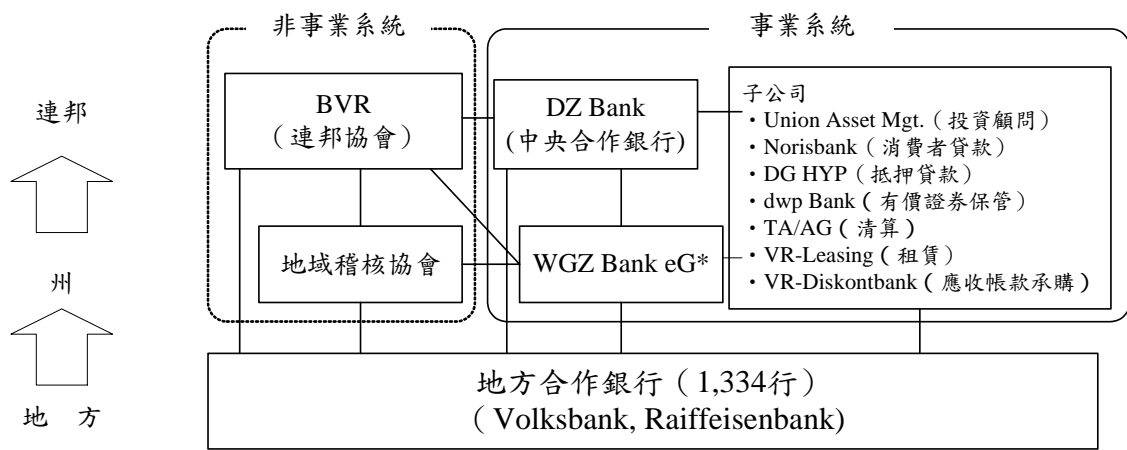 非事業系統
事業系統
連邦
州
地 方
BVR
（連邦協會）
DZ Bank
(中央合作銀行)
子公司
・Union Asset Mgt.（投資顧問）
・Norisbank（消費者貸款）
・DG HYP（抵押貸款）
・dwp Bank（有價證券保管）
・TA/AG（清算）
・VR-Leasing（租賃）
・VR-Diskontbank（應收帳款承購）
地域稽核協會
WGZ Bank eG*
地方合作銀行（1,334行）
（Volksbank, Raiffeisenbank)